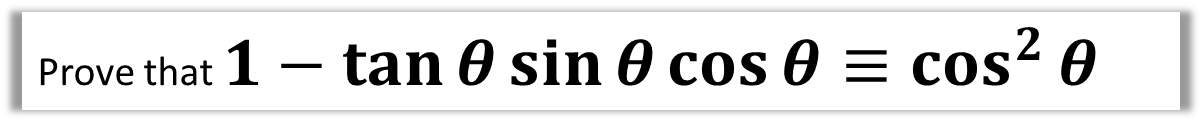 Prove that 1 − tan θ sin θ cos θ ≡ cos² θ